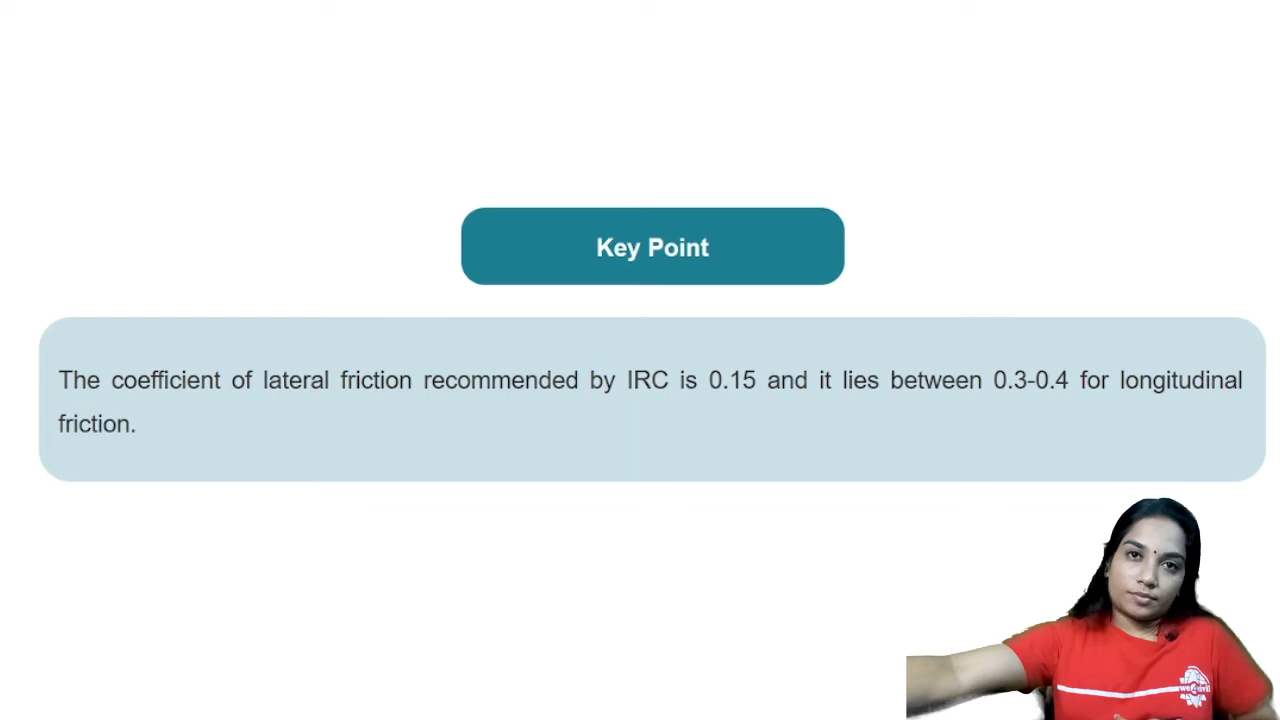 Key Point
The coefficient of lateral friction recommended by IRC is 0.15 and it lies between 0.3-0.4 for longitudinal
friction.